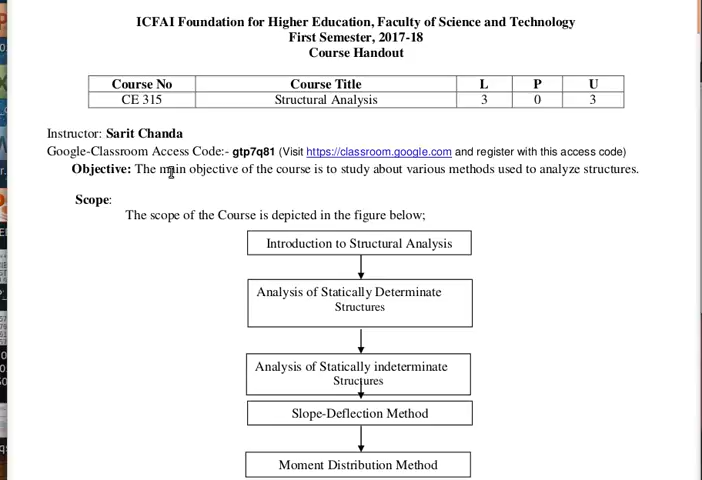 ICFAI Foundation for Higher Education, Faculty of Science and Technology
First Semester, 2017-18
Course Handout
Course No Course Title L P U
CE 315 Structural Analysis 3 0 3
Instructor: Sarit Chanda
Google-Classroom Access Code:- gtp7q81 (Visit https://classroom.google.com and register with this access code)
Objective: The main objective of the course is to study about various methods used to analyze structures.
Scope:
The scope of the Course is depicted in the figure below;
Introduction to Structural Analysis
Analysis of Statically Determinate
Structures
Analysis of Statically indeterminate
Structures
Slope-Deflection Method
Moment Distribution Method